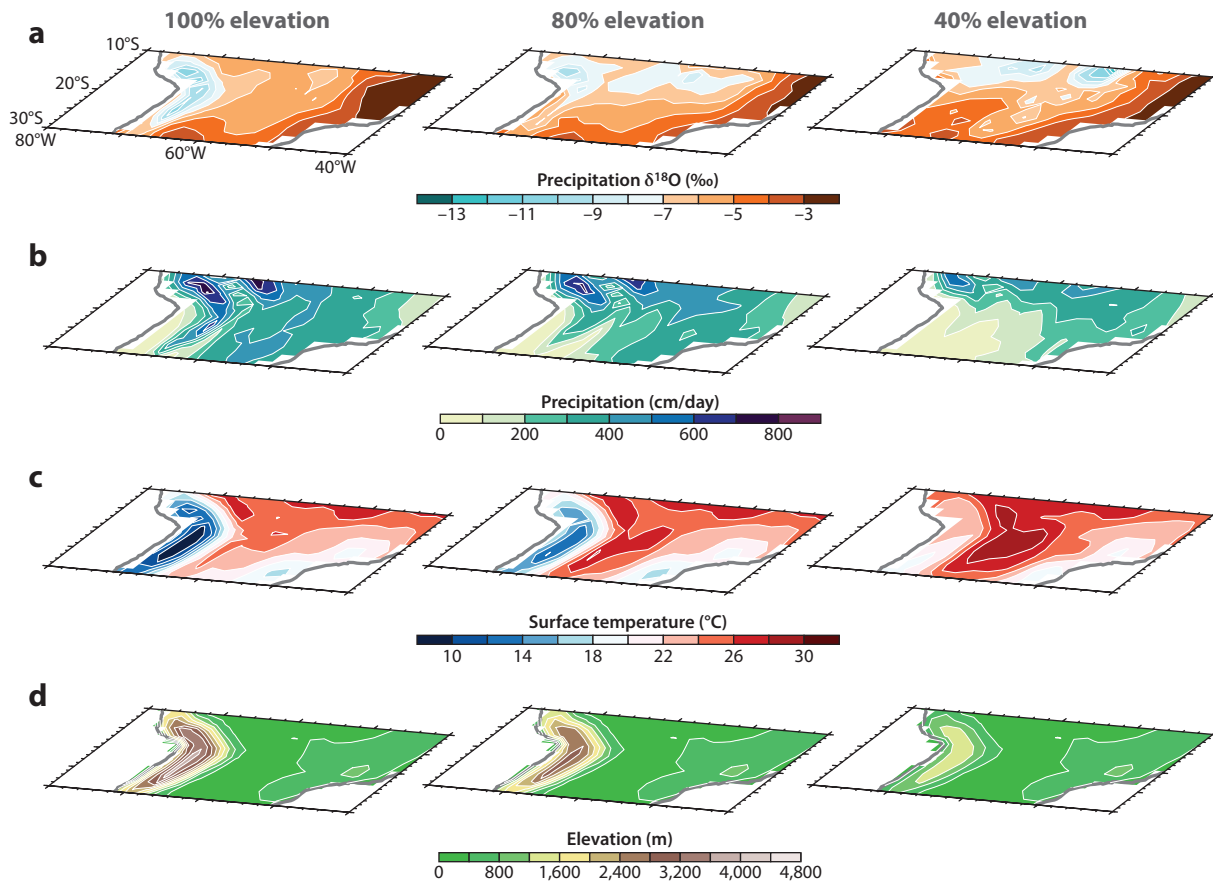 100% elevation 80% elevation 40% elevation
a
10°S
20°S
30°S
80°W
60°W
40°W
Precipitation δ¹⁸O (‰)
–13 –11 –9 –7 –5 –3
b
Precipitation (cm/day)
0 200 400 600 800
c
Surface temperature (°C)
10 14 18 22 26 30
d
Elevation (m)
0 800 1,600 2,400 3,200 4,000 4,800